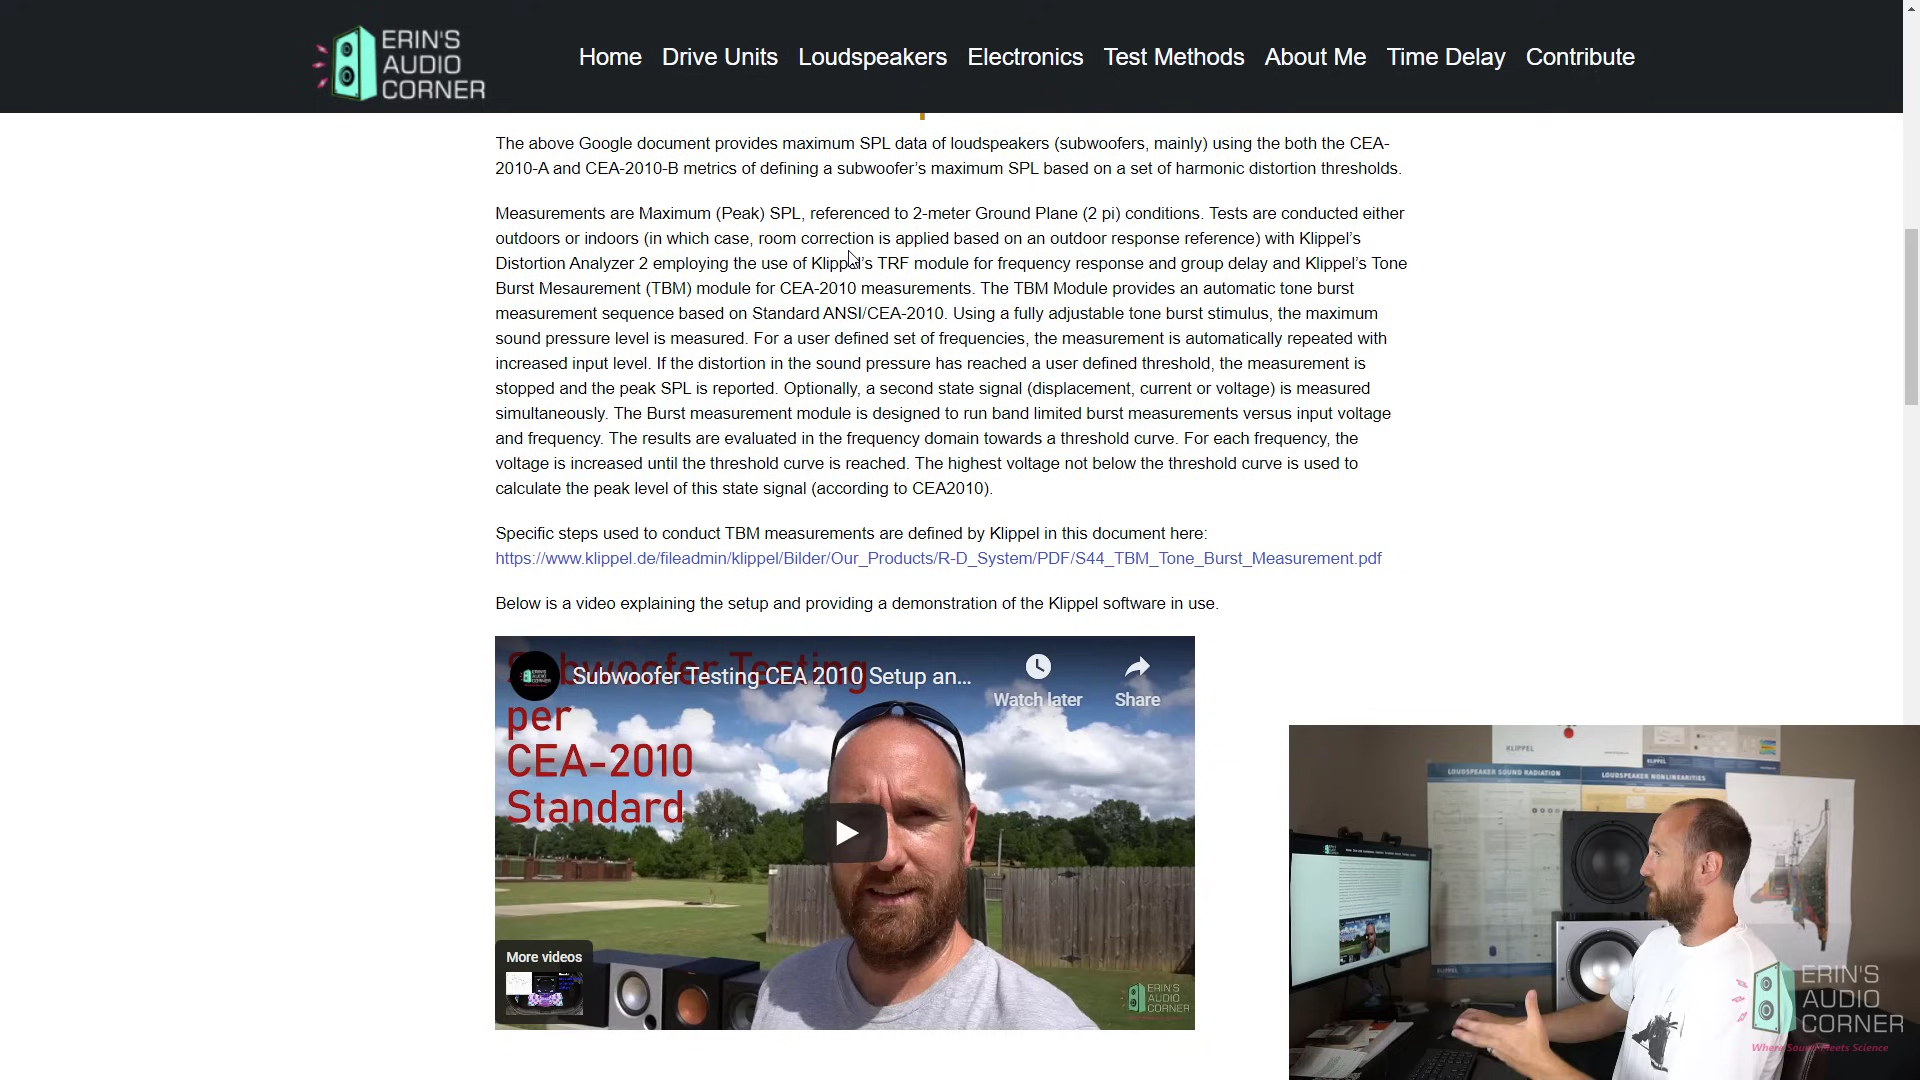 ERIN'S
AUDIO
CORNER
Home Drive Units Loudspeakers Electronics Test Methods About Me Time Delay Contribute
The above Google document provides maximum SPL data of loudspeakers (subwoofers, mainly) using the both the CEA-
2010-A and CEA-2010-B metrics of defining a subwoofer’s maximum SPL based on a set of harmonic distortion thresholds.
Measurements are Maximum (Peak) SPL, referenced to 2-meter Ground Plane (2 pi) conditions. Tests are conducted either
outdoors or indoors (in which case, room correction is applied based on an outdoor response reference) with Klippel’s
Distortion Analyzer 2 employing the use of Klippel’s TRF module for frequency response and group delay and Klippel’s Tone
Burst Mesaurement (TBM) module for CEA-2010 measurements. The TBM Module provides an automatic tone burst
measurement sequence based on Standard ANSI/CEA-2010. Using a fully adjustable tone burst stimulus, the maximum
sound pressure level is measured. For a user defined set of frequencies, the measurement is automatically repeated with
increased input level. If the distortion in the sound pressure has reached a user defined threshold, the measurement is
stopped and the peak SPL is reported. Optionally, a second state signal (displacement, current or voltage) is measured
simultaneously. The Burst measurement module is designed to run band limited burst measurements versus input voltage
and frequency. The results are evaluated in the frequency domain towards a threshold curve. For each frequency, the
voltage is increased until the threshold curve is reached. The highest voltage not below the threshold curve is used to
calculate the peak level of this state signal (according to CEA2010).
Specific steps used to conduct TBM measurements are defined by Klippel in this document here:
https://www.klippel.de/fileadmin/klippel/Bilder/Our_Products/R-D_System/PDF/S44_TBM_Tone_Burst_Measurement.pdf
Below is a video explaining the setup and providing a demonstration of the Klippel software in use.
Subwoofer Testing CEA 2010 Setup an...
Watch later
Share
Subwoofer Testing
per
CEA-2010
Standard
More videos
ERIN'S
AUDIO
CORNER
KLIPPEL
LOUDSPEAKER SOUND RADIATION
LOUDSPEAKER NONLINEARITIES
ERIN'S
AUDIO
CORNER
Where Sound Meets Science